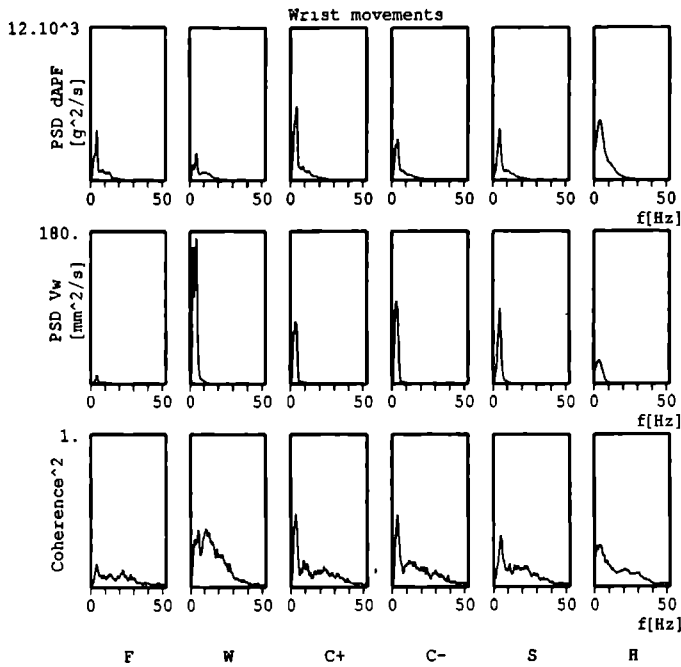 Wrist movements
12.10^3
PSD dAPF
[g^2/s]
0 50 0 50 0 50 0 50 0 50 0 50
f[Hz]
180.
PSD Vw
[mm^2/s]
0 50 0 50 0 50 0 50 0 50 0 50
f[Hz]
1.
Coherence^2
0 50 0 50 0 50 0 50 0 50 0 50
f[Hz]
F W C+ C- S H